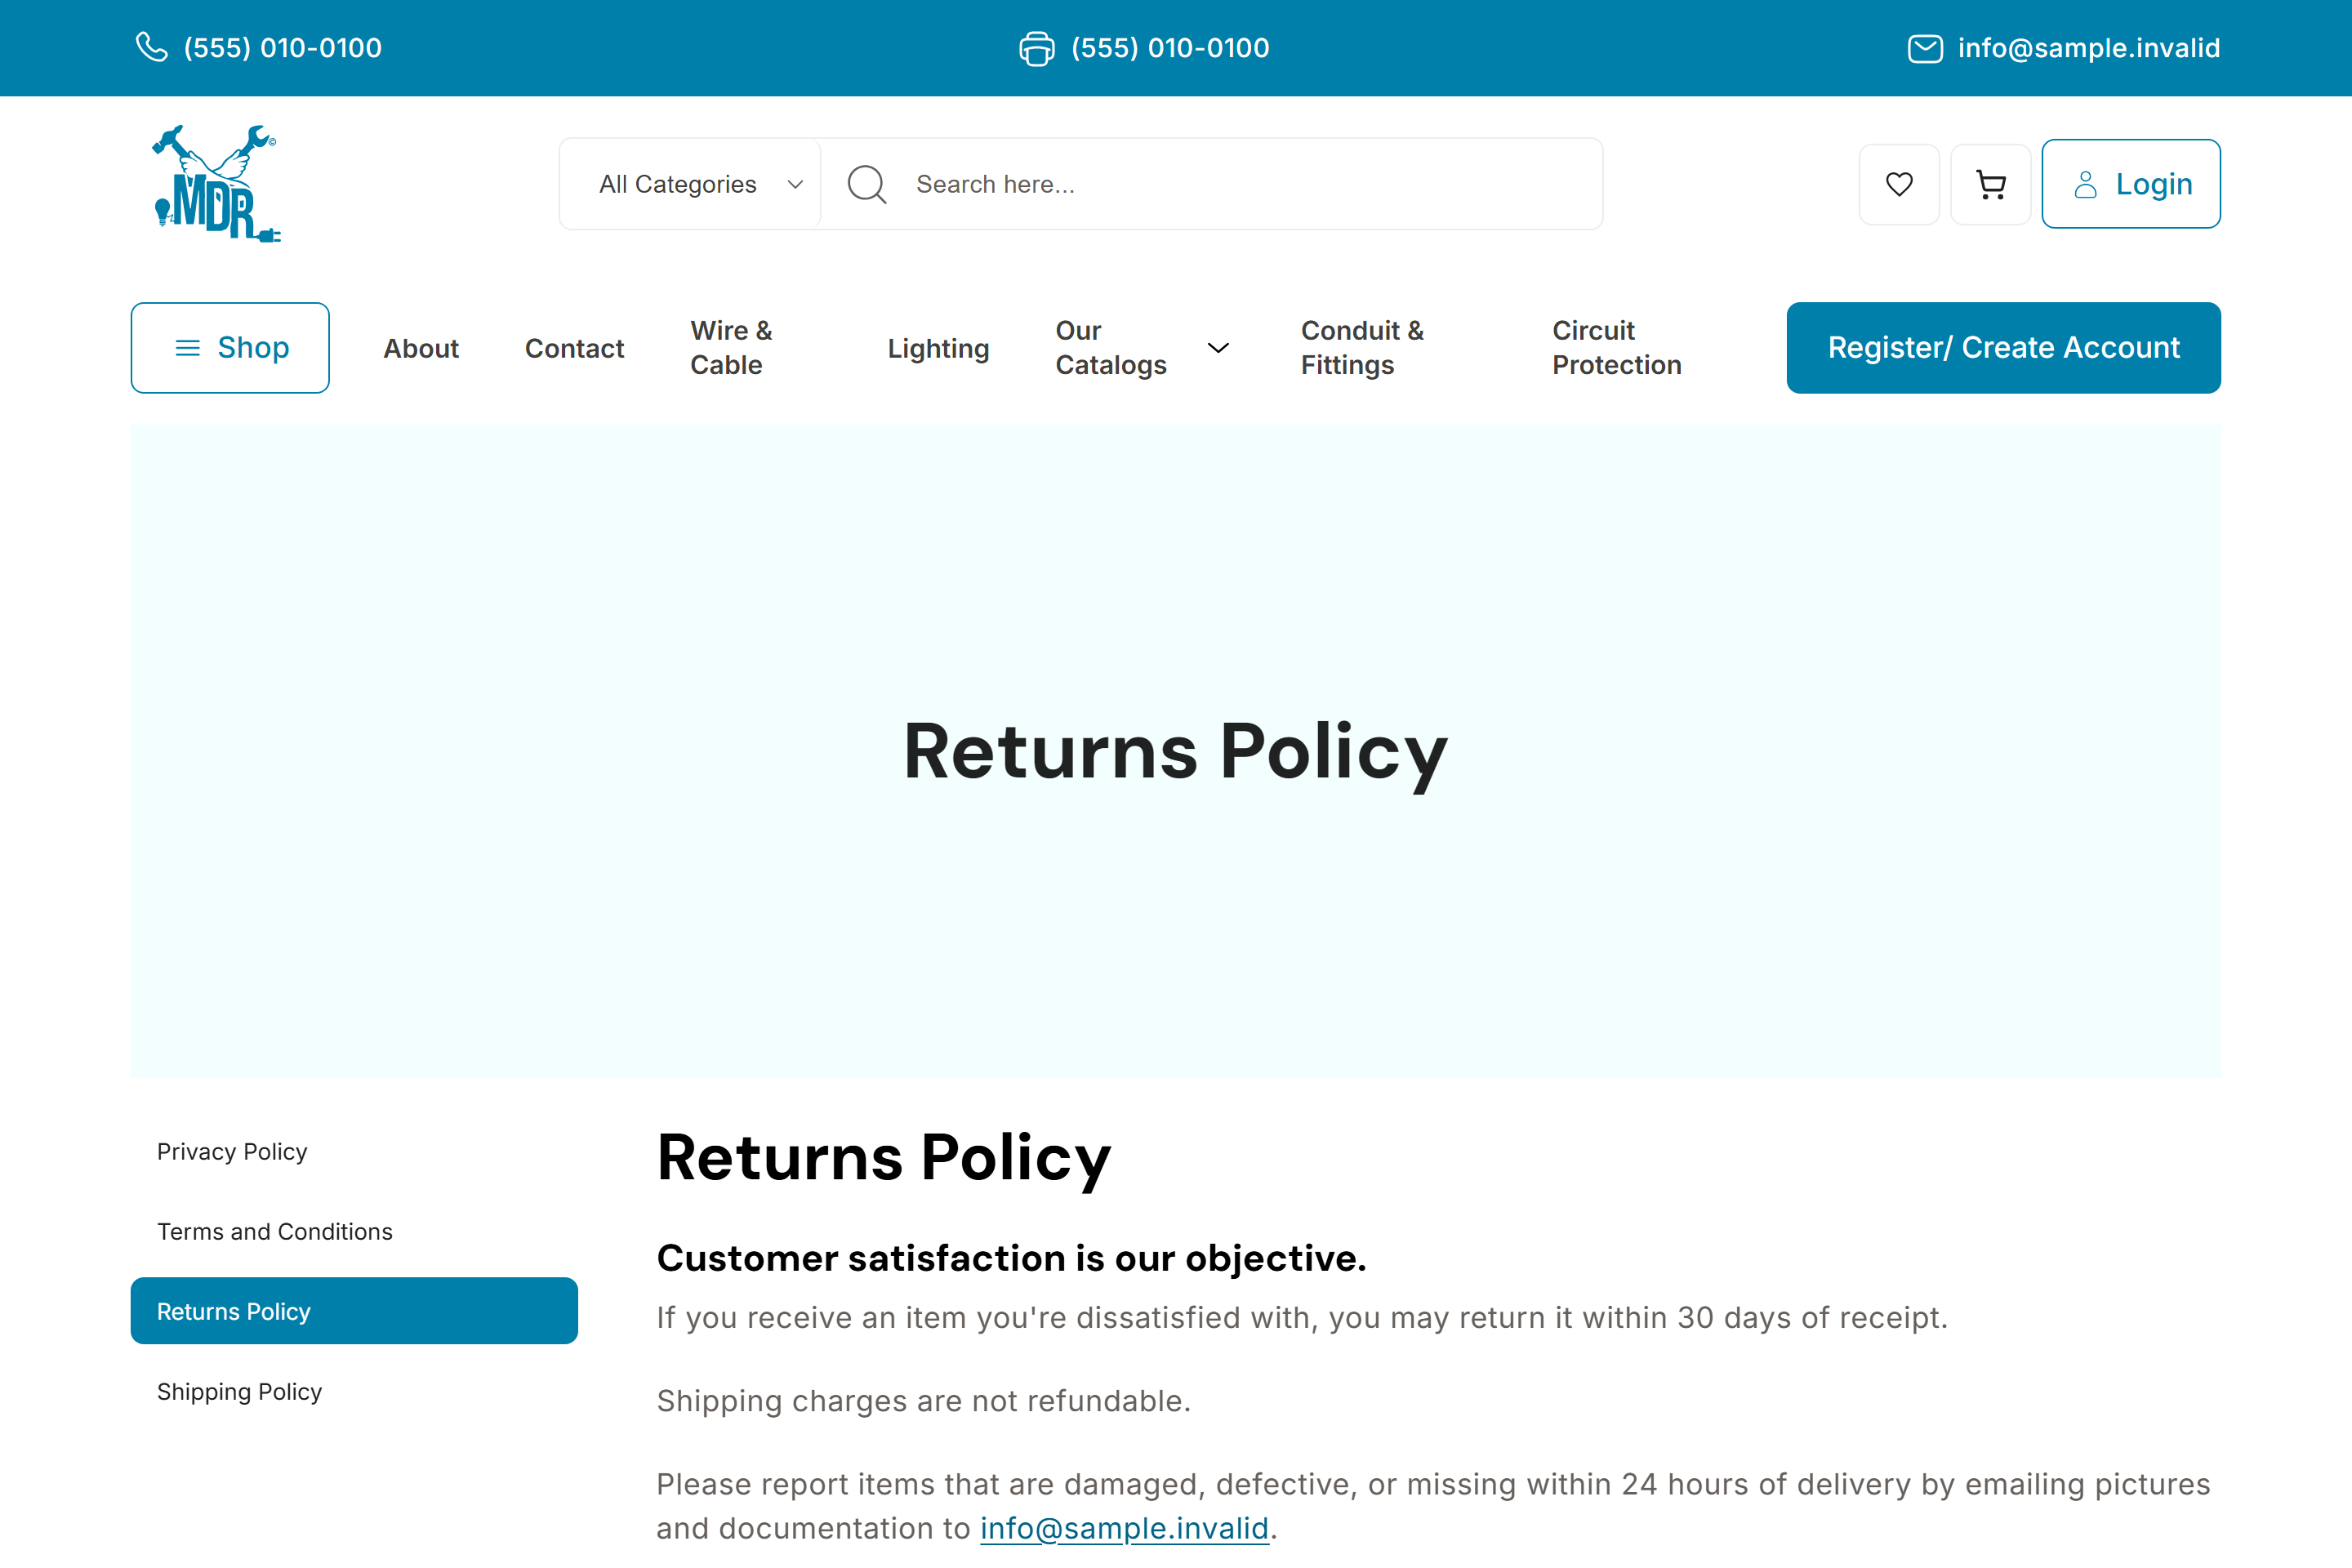 (555) 010-0100
(555) 010-0100
info@sample.invalid
©
MDR
All Categories
Search here...
Login
Shop
About
Contact
Wire &
Cable
Lighting
Our
Catalogs
Conduit &
Fittings
Circuit
Protection
Register/ Create Account
Returns Policy
Privacy Policy
Terms and Conditions
Returns Policy
Shipping Policy
Returns Policy
Customer satisfaction is our objective.
If you receive an item you're dissatisfied with, you may return it within 30 days of receipt.
Shipping charges are not refundable.
Please report items that are damaged, defective, or missing within 24 hours of delivery by emailing pictures
and documentation to info@sample.invalid.